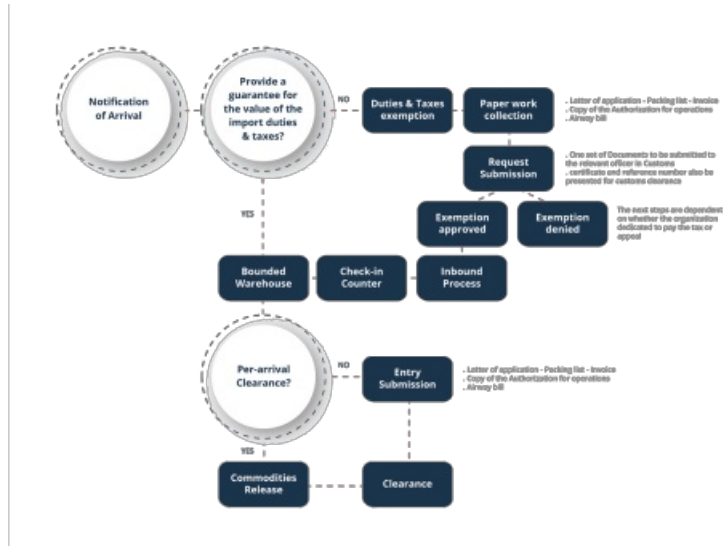 Notification
of Arrival
Provide a
guarantee for
the value of the
import duties
& taxes?
NO
Duties & Taxes
exemption
Paper work
collection
. Letter of application - Packing list - Invoice
. Copy of the Authorization for operations
. Airway bill
Request
Submission
. One set of Documents to be submitted to
the relevant officer in Customs
. certificate and reference number also be
presented for customs clearance
YES
Exemption
approved
Exemption
denied
The next steps are dependent
on whether the organization
dedicated to pay the tax or
appeal
Bounded
Warehouse
Check-in
Counter
Inbound
Process
Per-arrival
Clearance?
NO
Entry
Submission
. Letter of application - Packing list - Invoice
. Copy of the Authorization for operations
. Airway bill
YES
Commodities
Release
Clearance